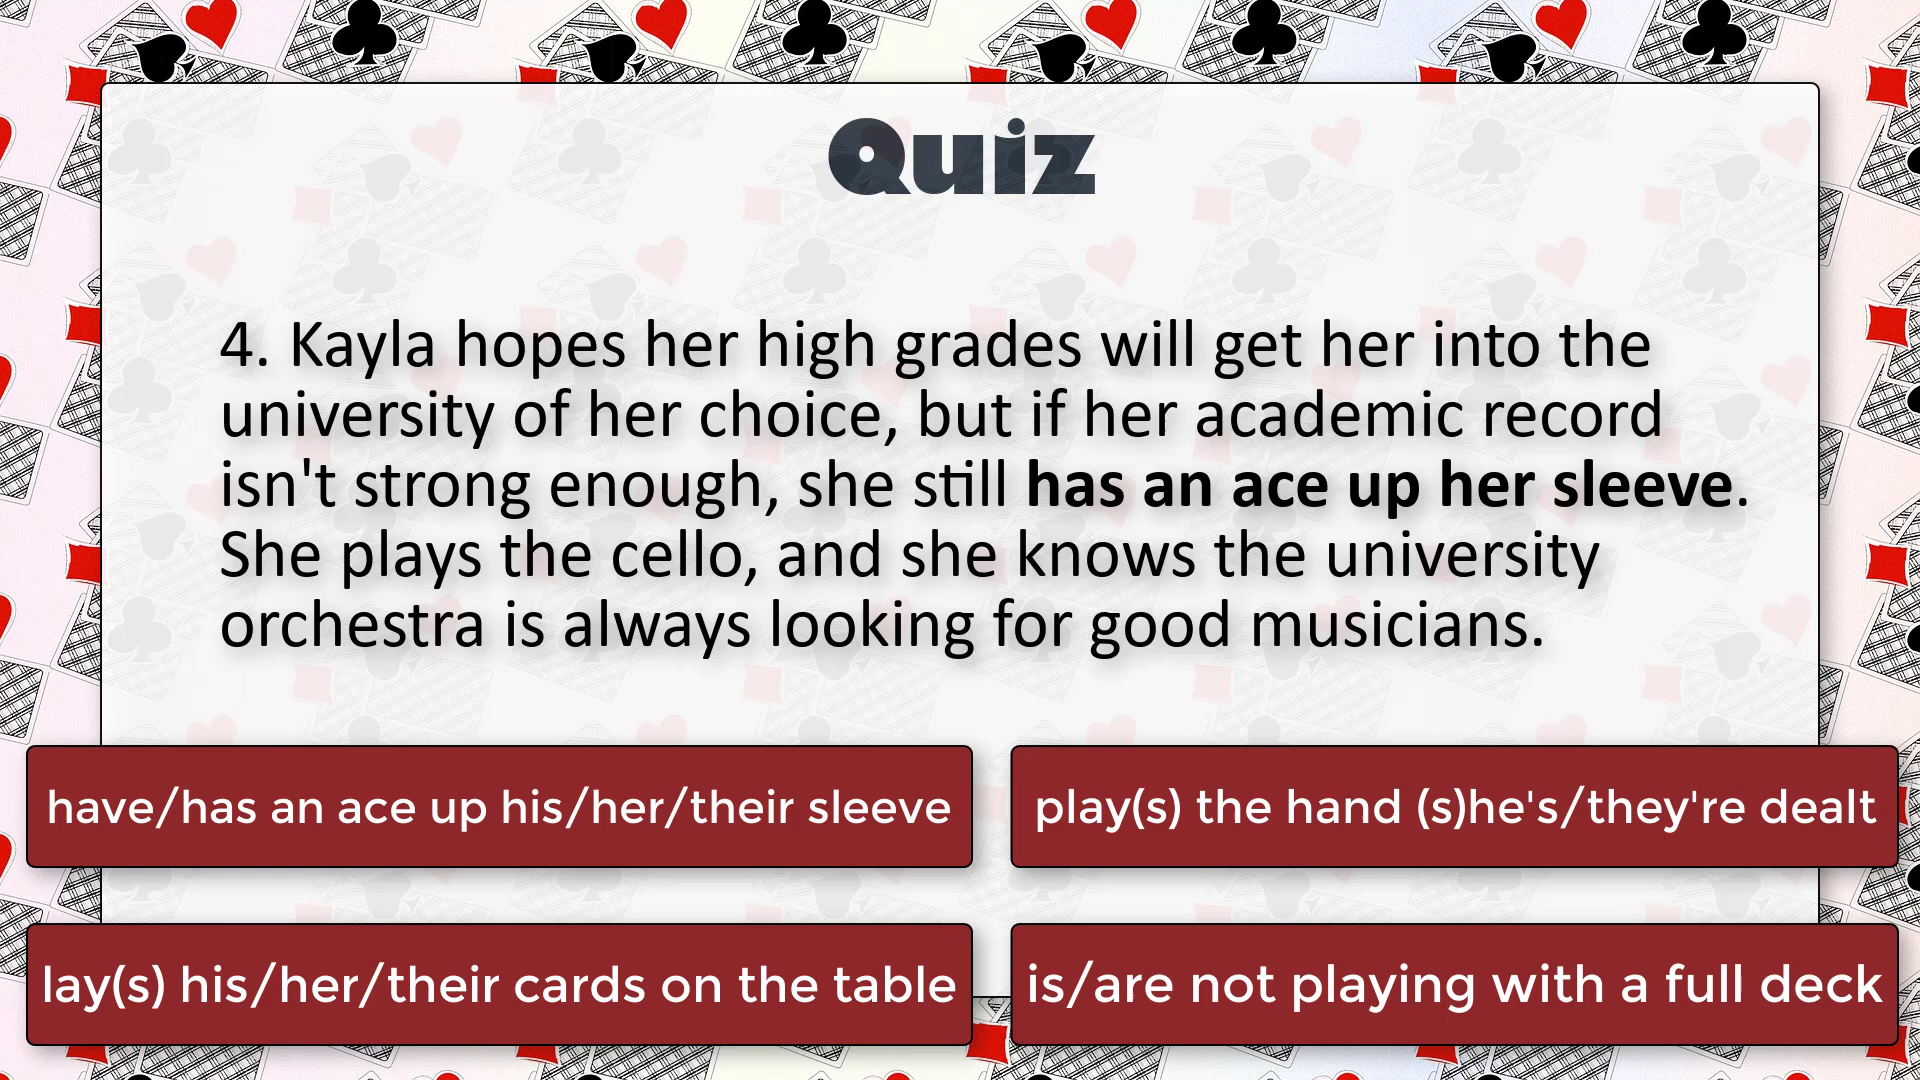 Quiz
4. Kayla hopes her high grades will get her into the
university of her choice, but if her academic record
isn't strong enough, she still has an ace up her sleeve.
She plays the cello, and she knows the university
orchestra is always looking for good musicians.
have/has an ace up his/her/their sleeve
play(s) the hand (s)he's/they're dealt
lay(s) his/her/their cards on the table
is/are not playing with a full deck